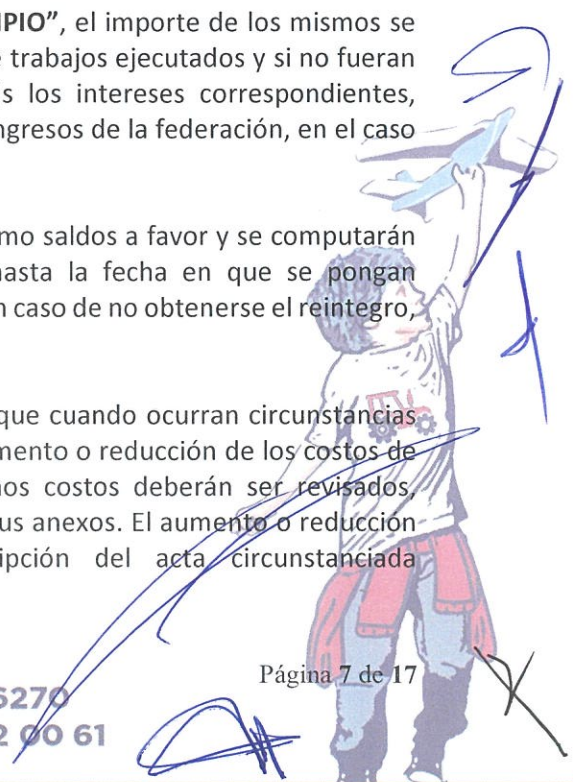 IPIO", el importe de los mismos se
e trabajos ejecutados y si no fueran
s los intereses correspondientes,
ngresos de la federación, en el caso
mo saldos a favor y se computarán
hasta la fecha en que se pongan
n caso de no obtenerse el reintegro,
que cuando ocurran circunstancias
mento o reducción de los costos de
nos costos deberán ser revisados,
us anexos. El aumento o reducción
ipción del acta circunstanciada
Página 7 de 17
5270
2 00 61